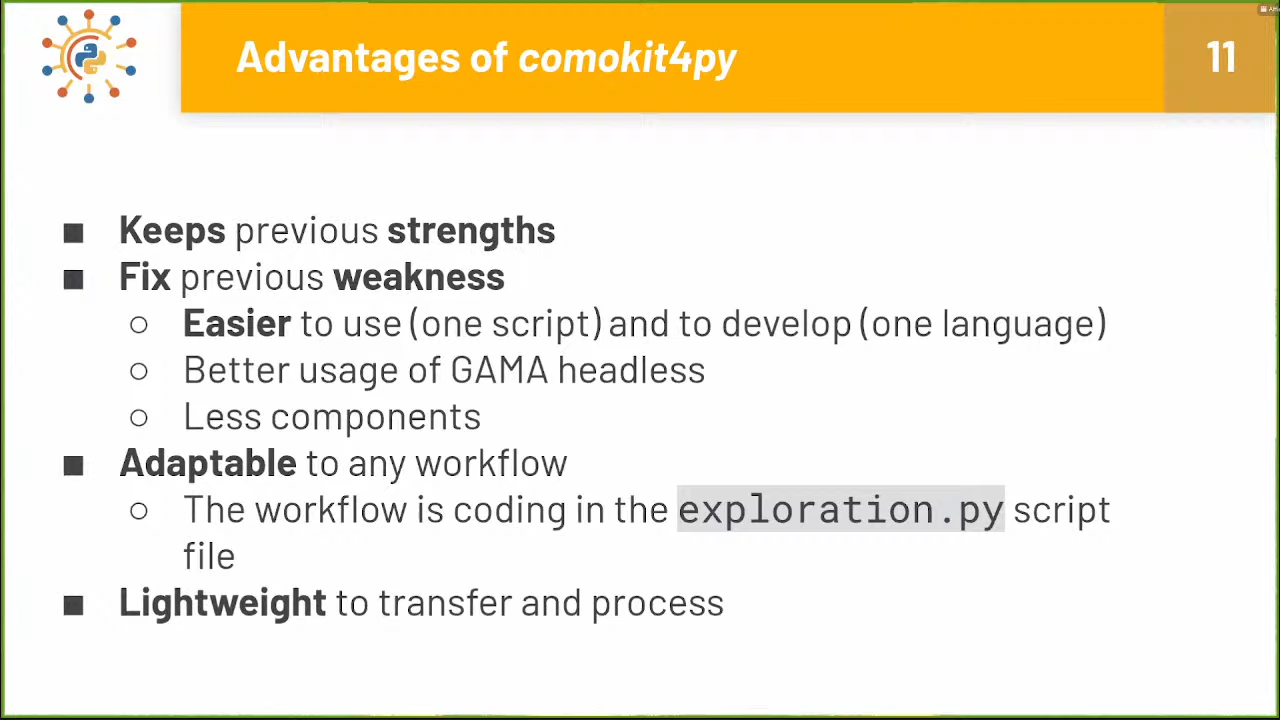 Advantages of comokit4py
11
■ Keeps previous strengths
■ Fix previous weakness
○ Easier to use (one script) and to develop (one language)
○ Better usage of GAMA headless
○ Less components
■ Adaptable to any workflow
○ The workflow is coding in the exploration.py script
file
■ Lightweight to transfer and process